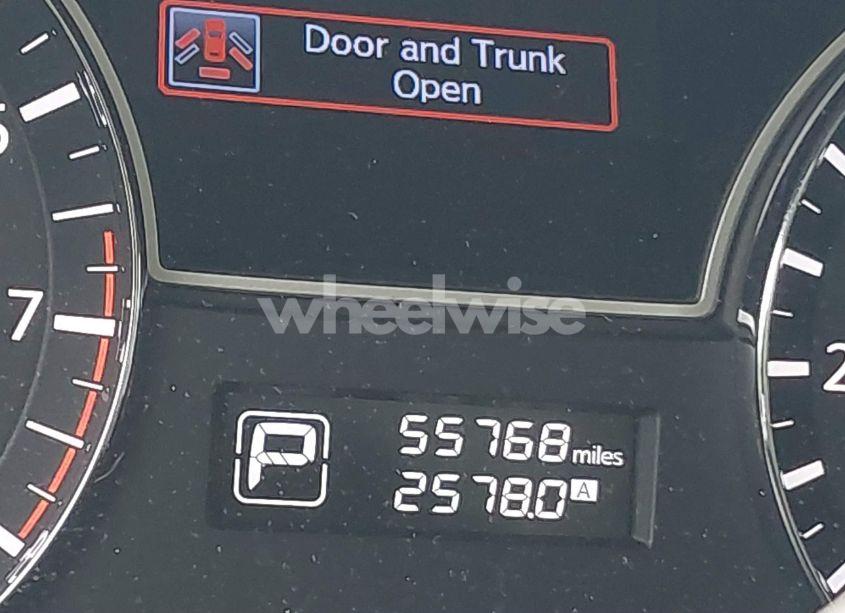 Door and Trunk
Open
7
wheelwise
P
55768 miles
2578.0 A